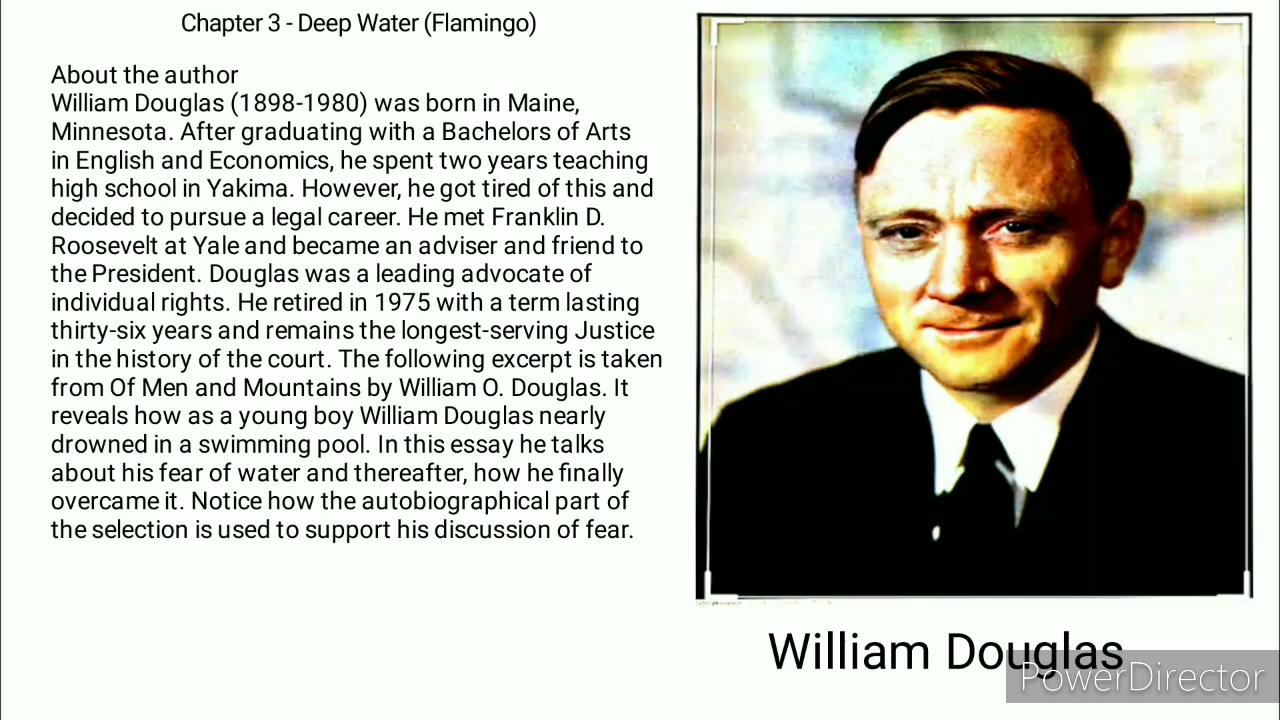 Chapter 3 - Deep Water (Flamingo)
About the author
William Douglas (1898-1980) was born in Maine,
Minnesota. After graduating with a Bachelors of Arts
in English and Economics, he spent two years teaching
high school in Yakima. However, he got tired of this and
decided to pursue a legal career. He met Franklin D.
Roosevelt at Yale and became an adviser and friend to
the President. Douglas was a leading advocate of
individual rights. He retired in 1975 with a term lasting
thirty-six years and remains the longest-serving Justice
in the history of the court. The following excerpt is taken
from Of Men and Mountains by William O. Douglas. It
reveals how as a young boy William Douglas nearly
drowned in a swimming pool. In this essay he talks
about his fear of water and thereafter, how he finally
overcame it. Notice how the autobiographical part of
the selection is used to support his discussion of fear.
William Douglas
PowerDirector